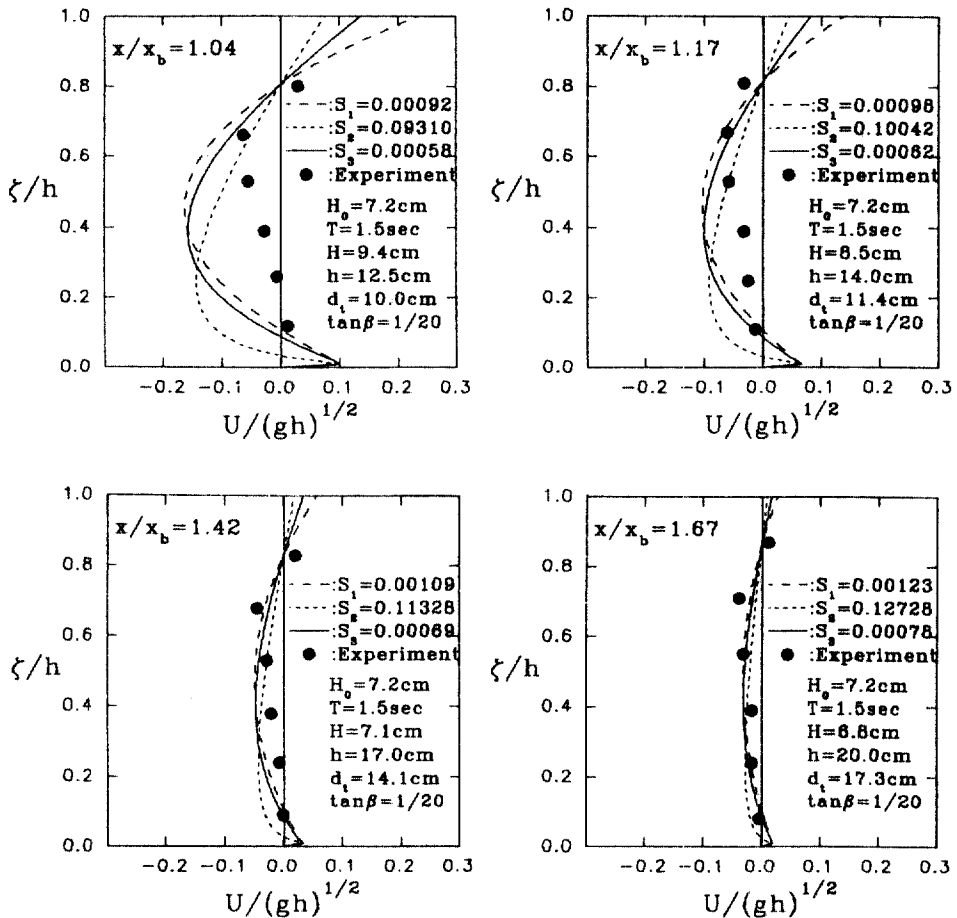 x/x_b=1.04
:S_1=0.00092
:S_2=0.09310
:S_3=0.00058
:Experiment
H_0=7.2cm
T=1.5sec
H=9.4cm
h=12.5cm
d_t=10.0cm
tanβ=1/20
1.0
0.8
0.6
0.4
0.2
0.0
ζ/h
−0.2 −0.1 0.0 0.1 0.2 0.3
U/(gh)^1/2
x/x_b=1.17
:S_1=0.00098
:S_2=0.10042
:S_3=0.00062
:Experiment
H_0=7.2cm
T=1.5sec
H=8.5cm
h=14.0cm
d_t=11.4cm
tanβ=1/20
1.0
0.8
0.6
0.4
0.2
0.0
ζ/h
−0.2 −0.1 0.0 0.1 0.2 0.3
U/(gh)^1/2
x/x_b=1.42
:S_1=0.00109
:S_2=0.11328
:S_3=0.00069
:Experiment
H_0=7.2cm
T=1.5sec
H=7.1cm
h=17.0cm
d_t=14.1cm
tanβ=1/20
1.0
0.8
0.6
0.4
0.2
0.0
ζ/h
−0.2 −0.1 0.0 0.1 0.2 0.3
U/(gh)^1/2
x/x_b=1.67
:S_1=0.00123
:S_2=0.12728
:S_3=0.00078
:Experiment
H_0=7.2cm
T=1.5sec
H=6.8cm
h=20.0cm
d_t=17.3cm
tanβ=1/20
1.0
0.8
0.6
0.4
0.2
0.0
ζ/h
−0.2 −0.1 0.0 0.1 0.2 0.3
U/(gh)^1/2